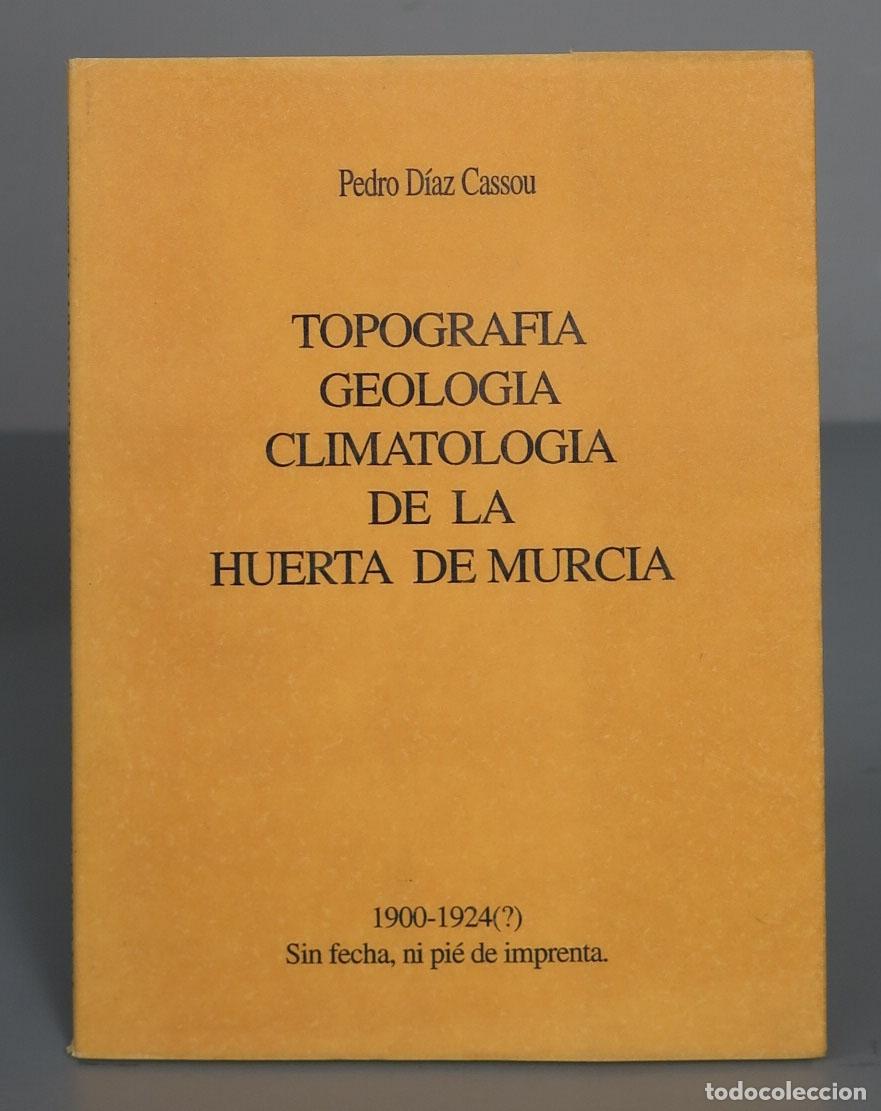 Pedro Díaz Cassou
TOPOGRAFIA
GEOLOGIA
CLIMATOLOGIA
DE LA
HUERTA DE MURCIA
1900-1924(?)
Sin fecha, ni pié de imprenta.
todocoleccion